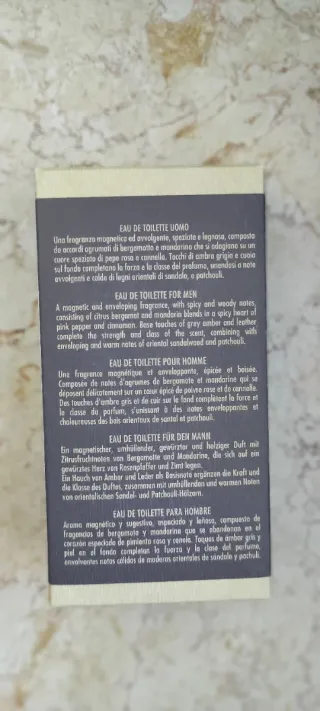 EAU DE TOILETTE UOMO
Una fragranza magnetica ed avvolgente, speziata e legnosa, composta
da accordi agrumati di bergamotto e mandarino che si adagiano su un
cuore speziato di pepe rosa e cannella. Tocchi di ambra grigia e cuoio
sul fondo completano la forza e la classe del profumo, unendosi a note
avvolgenti e calde di legni orientali di sandalo, e patchouli.
EAU DE TOILETTE FOR MEN
A magnetic and enveloping fragrance, with spicy and woody notes,
consisting of citrus bergamot and mandarin blends in a spicy heart of
pink pepper and cinnamon. Base touches of grey amber and leather
complete the strength and class of the scent, combining with
enveloping and warm notes of oriental sandalwood and patchouli.
EAU DE TOILETTE POUR HOMME
Une fragrance magnétique et enveloppante, épicée et boisée.
Composée de notes d'agrumes de bergamote et mandarine qui se
déposent délicatement sur un cœur épicé de poivre rose et de cannelle.
Des touches d'ambre gris et de cuir sur le fond complètent la force et
la classe du parfum, s'unissant à des notes enveloppantes et
chaleureuses des bois orientaux de santal et patchouli.
EAU DE TOILETTE FÜR DEN MANN
Ein magnetischer, umhüllender, gewürzter und holziger Duft mit
Zitrusfruchtnoten von Bergamotte und Mandarine, die sich auf ein
gewürztes Herz von Rosenpfeffer und Zimt legen.
Ein Hauch von Amber und Leder als Basisnote ergänzen die Kraft und
die Klasse des Duftes, zusammen mit umhüllenden und warmen Noten
von orientalischen Sandel- und Patchouli-Hölzern.
EAU DE TOILETTE PARA HOMBRE
Aroma magnético y sugestivo, especiado y leñoso, compuesto de
fragancias de bergamota y mandarina que se abandonan en el
corazón especiado de pimienta rosa y canela. Toques de ámbar gris y
piel en el fondo completan la fuerza y la clase del perfume,
envolventes notas cálidas de maderas orientales de sándalo y pachulí.